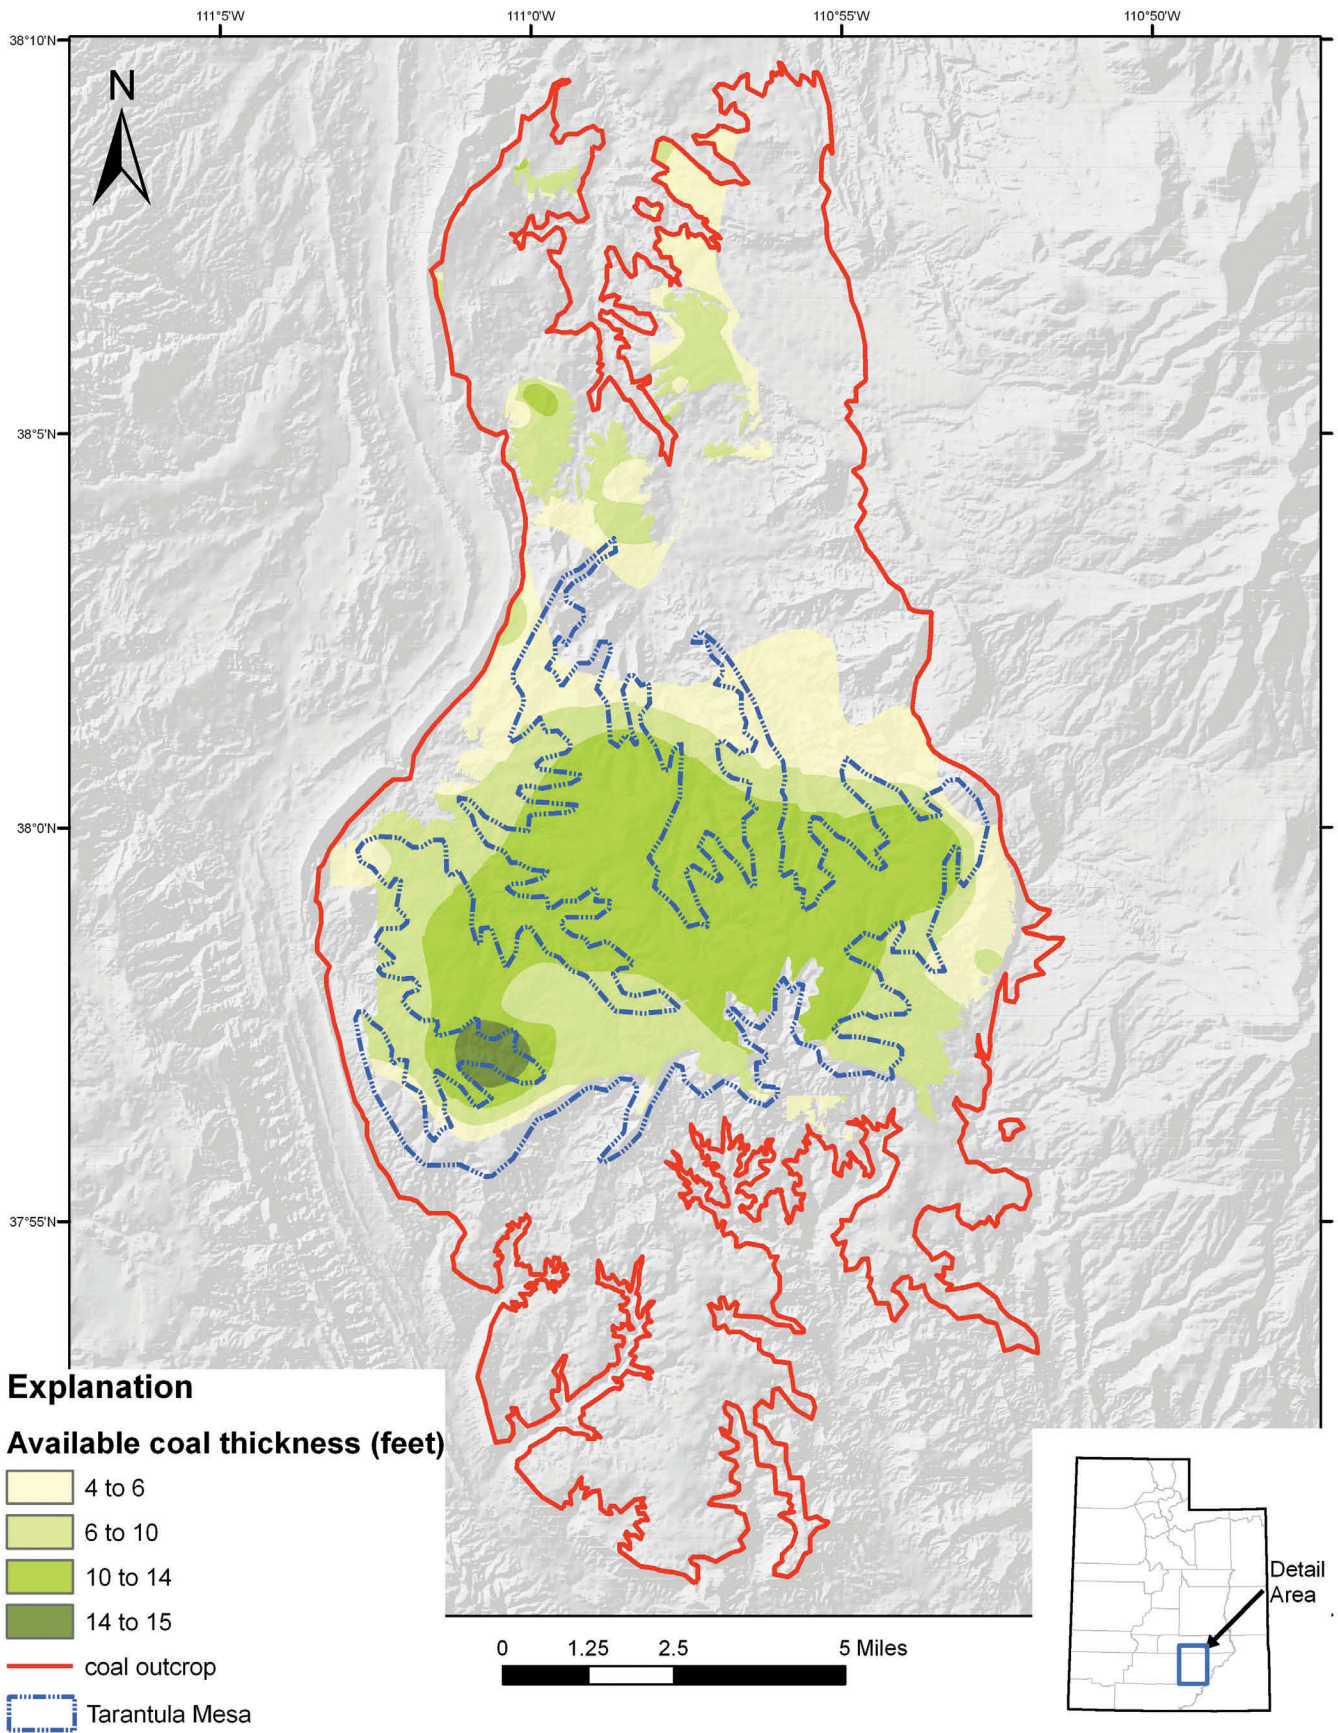 111°5'W 111°0'W 110°55'W 110°50'W
38°10'N
N
38°5'N
38°0'N
37°55'N
Explanation
Available coal thickness (feet)
4 to 6
6 to 10
10 to 14
14 to 15
coal outcrop
Tarantula Mesa
0 1.25 2.5 5 Miles
Detail
Area